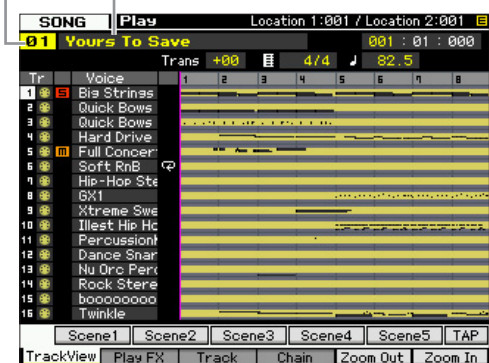 SONG Play Location 1:001 / Location 2:001
01 Yours To Save 001 : 01 : 000
Trans +00 4/4 82.5
Tr Voice 1 2 3 4 5 6 7 8
1 S Big Strings
2 Quick Bows
3 Quick Bows
4 Hard Drive
5 m Full Concer
6 Soft RnB
7 Hip-Hop Ste
8 GX1
9 Xtreme Swe
10 Illest Hip Ho
11 Percussion
12 Dance Snar
13 Nu Orc Perc
14 Rock Stere
15 booooooooo
16 Twinkle
Scene1 Scene2 Scene3 Scene4 Scene5 TAP
TrackView Play FX Track Chain Zoom Out Zoom In